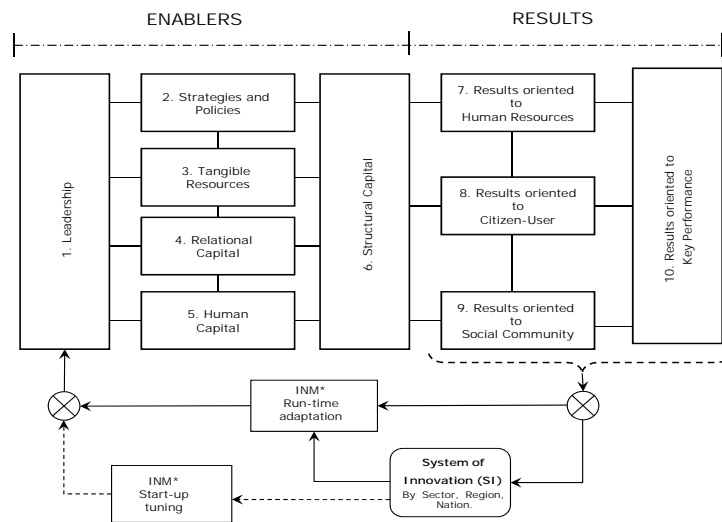 ENABLERS
RESULTS
1. Leadership
2. Strategies and
Policies
3. Tangible
Resources
4. Relational
Capital
5. Human
Capital
6. Structural Capital
7. Results oriented
to
Human Resources
8. Results oriented
to
Citizen-User
9. Results oriented
to
Social Community
10. Results oriented to
Key Performance
INM*
Run-time
adaptation
System of
Innovation (SI)
By Sector, Region,
Nation.
INM*
Start-up
tuning